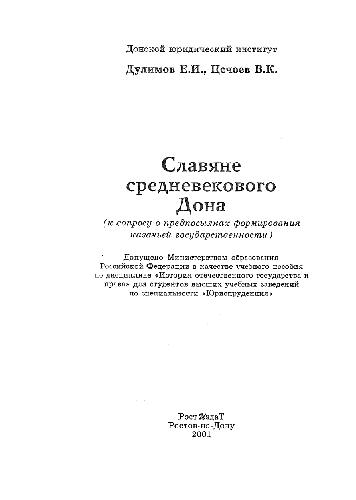 Донской юридический институт
Дулимов Е.И., Цечоев В.К.
Славяне
средневекового
Дона
(к вопросу о предпосылках формирования
казачьей государственности)
Допущено Министерством образования
Российской Федерации в качестве учебного пособия
по дисциплине «История отечественного государства и
права» для студентов высших учебных заведений
по специальности «Юриспруденция»
РостИздаТ
Ростов-на-Дону
2001